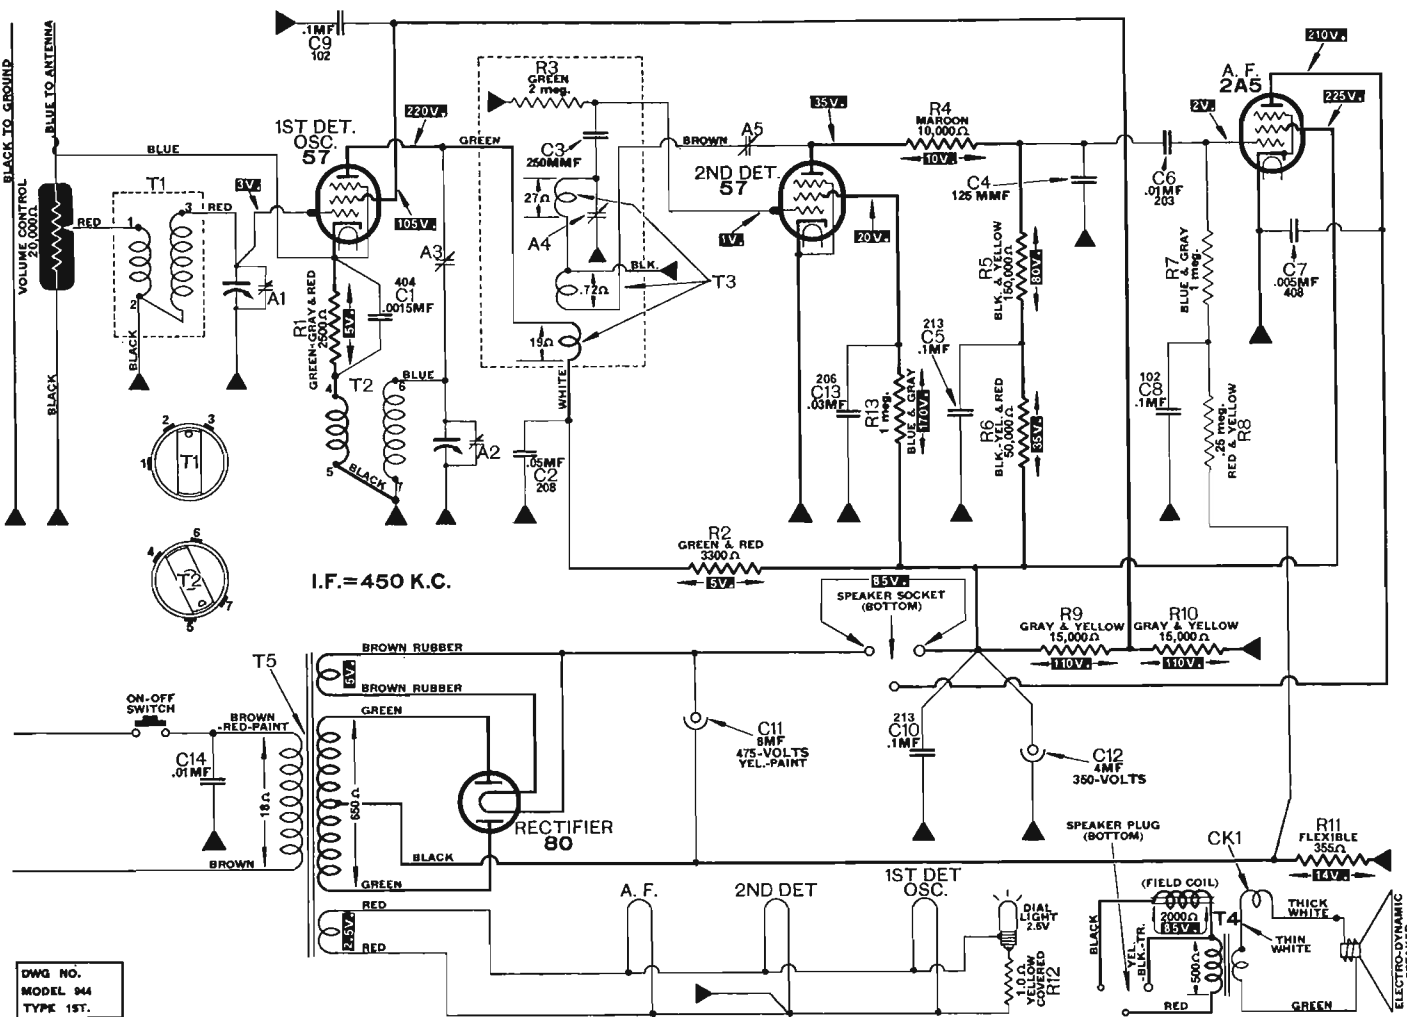 BLACK TO GROUND
BLUE TO ANTENNA
VOLUME CONTROL
20,000Ω
BLACK
RED
BLUE
T1
1
2
3
RED
BLACK
3V.
A1
.1MF
C9
102
1ST DET.
OSC.
57
220V.
105V.
GREEN
R3
GREEN
2 meg.
C3
250MMF
27Ω
A4
BLK.
.72Ω
T3
19Ω
WHITE
A3
404
C1
.0015MF
R1
GREEN-GRAY & RED
2500Ω
5V.
T2
4
5
6
7
BLUE
BLACK
A2
.05MF
C2
208
BROWN
A5
35V.
2ND DET.
57
1V.
20V.
R4
MAROON
10,000Ω
10V.
C4
125 MMF
R5
BLK. & YELLOW
150,000Ω
80V.
R6
BLK.-YEL. & RED
50,000Ω
35V.
213
C5
.1MF
206
C13
.03MF
R13
1 meg.
BLUE & GRAY
170V.
210V.
A. F.
2A5
225V.
2V.
C6
.01MF
203
R7
BLUE & GRAY
1 meg.
C7
.005MF
408
102
C8
.1MF
.25 meg.
RED & YELLOW
R8
2
3
1
T1
4
6
T2
7
5
I.F.=450 K.C.
R2
GREEN & RED
3300Ω
5V.
85V.
SPEAKER SOCKET
(BOTTOM)
R9
GRAY & YELLOW
15,000Ω
110V.
R10
GRAY & YELLOW
15,000Ω
110V.
T5
ON-OFF
SWITCH
BROWN
-RED-PAINT
C14
.01MF
18Ω
BROWN
BROWN RUBBER
5V.
BROWN RUBBER
GREEN
650Ω
BLACK
GREEN
RED
2.5V.
RED
RECTIFIER
80
C11
8MF
475-VOLTS
YEL.-PAINT
213
C10
.1MF
C12
4MF
350-VOLTS
SPEAKER PLUG
(BOTTOM)
CK1
R11
FLEXIBLE
355Ω
14V.
A. F.
2ND DET
1ST DET
OSC.
DIAL
LIGHT
2.5V
1.0Ω
YELLOW
COVERED
R12
(FIELD COIL)
2000Ω
85V.
T4
BLACK
YEL.
-BLK.-TR.
500Ω
RED
THICK
WHITE
THIN
WHITE
GREEN
ELECTRO-DYNAMIC
DWG NO.
MODEL 944
TYPE 1ST.